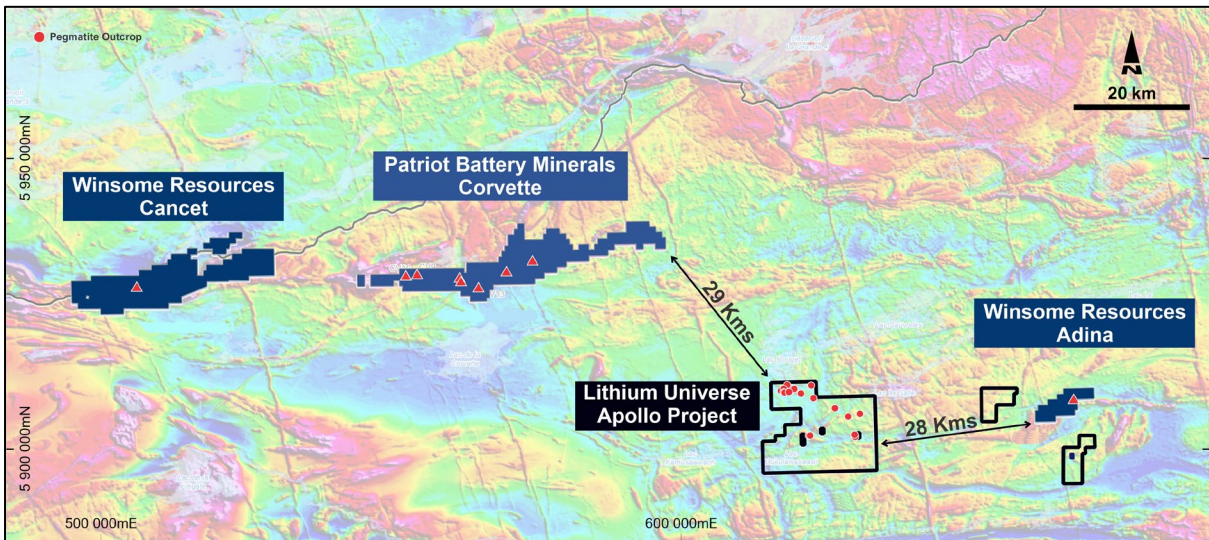 Pegmatite Outcrop
N
20 km
5 950 000mN
Patriot Battery Minerals
Corvette
Winsome Resources
Cancet
29 Kms
Winsome Resources
Adina
Lithium Universe
Apollo Project
28 Kms
5 900 000mN
500 000mE
600 000mE